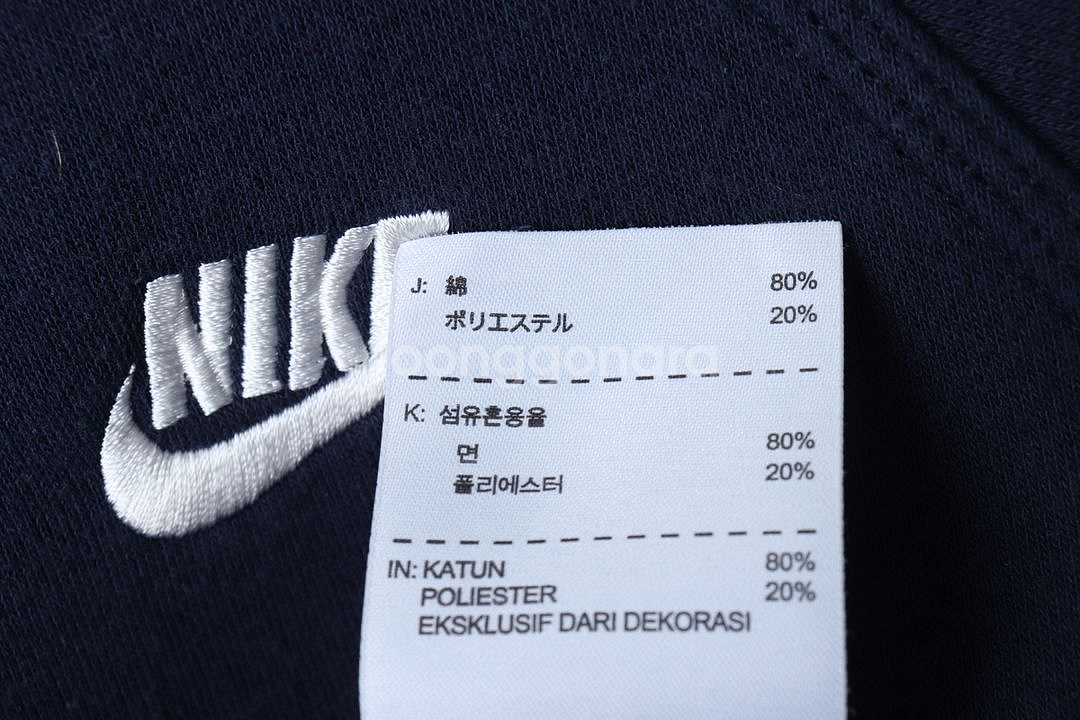 NIKE
J: 綿 80%
ポリエステル 20%
joonggonara
K: 섬유혼용율
면 80%
폴리에스터 20%
IN: KATUN 80%
POLIESTER 20%
EKSKLUSIF DARI DEKORASI